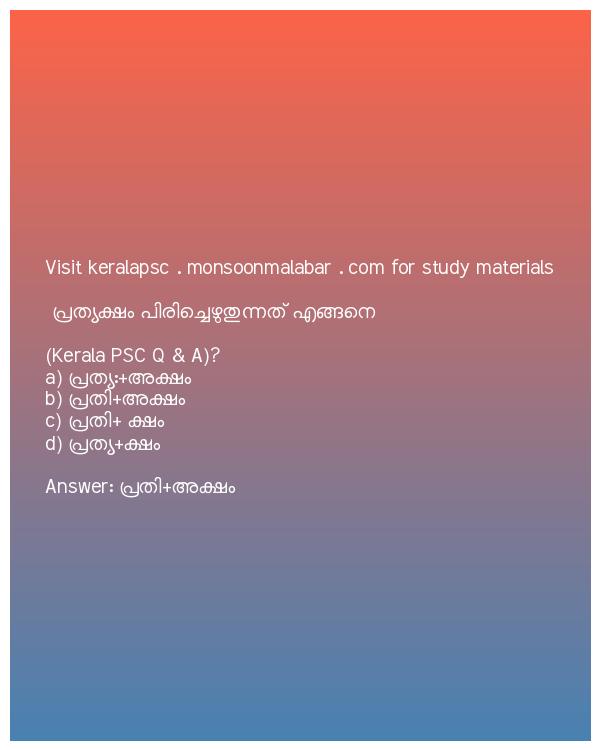 Visit keralapsc . monsoonmalabar . com for study materials
പ്രത്യക്ഷം പിരിച്ചെഴുതുന്നത് എങ്ങനെ
(Kerala PSC Q & A)?
a) പ്രത്യ:+അക്ഷം
b) പ്രതി+അക്ഷം
c) പ്രതി+ ക്ഷം
d) പ്രത്യ+ക്ഷം
Answer: പ്രതി+അക്ഷം